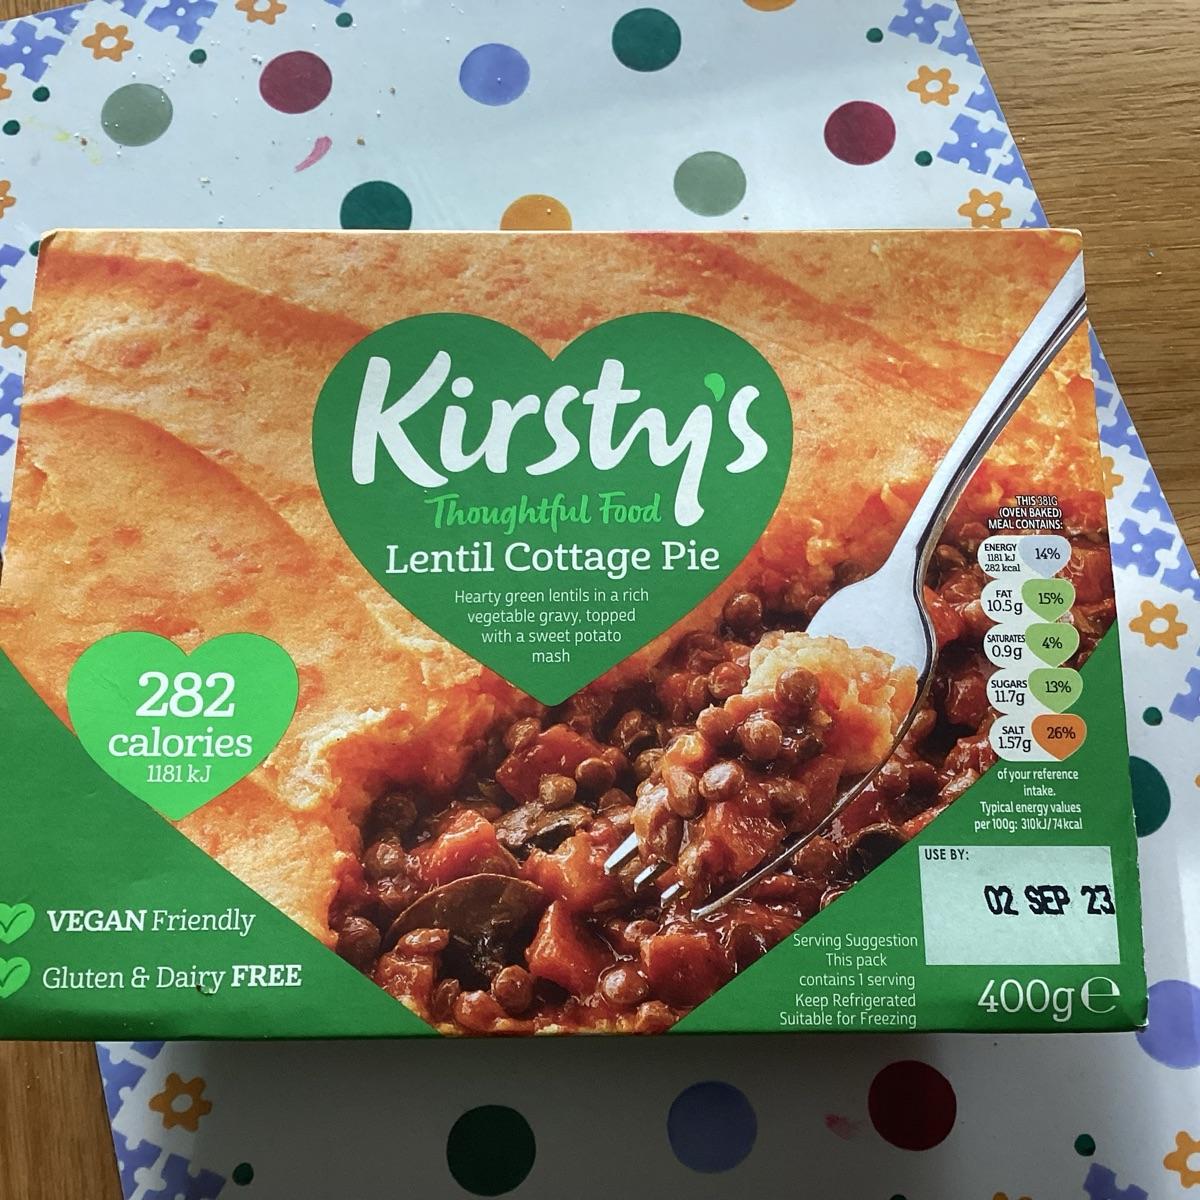 Kirsty's
Thoughtful Food
Lentil Cottage Pie
Hearty green lentils in a rich
vegetable gravy, topped
with a sweet potato
mash
282
calories
1181 kJ
VEGAN Friendly
Gluten & Dairy FREE
THIS 381G
(OVEN BAKED)
MEAL CONTAINS:
ENERGY
1181 kJ
282 kcal
14%
FAT
10.5g
15%
SATURATES
0.9g
4%
SUGARS
11.7g
13%
SALT
1.57g
26%
of your reference
intake.
Typical energy values
per 100g: 310kJ/74kcal
USE BY:
02 SEP 23
Serving Suggestion
This pack
contains 1 serving
Keep Refrigerated
Suitable for Freezing
400g℮